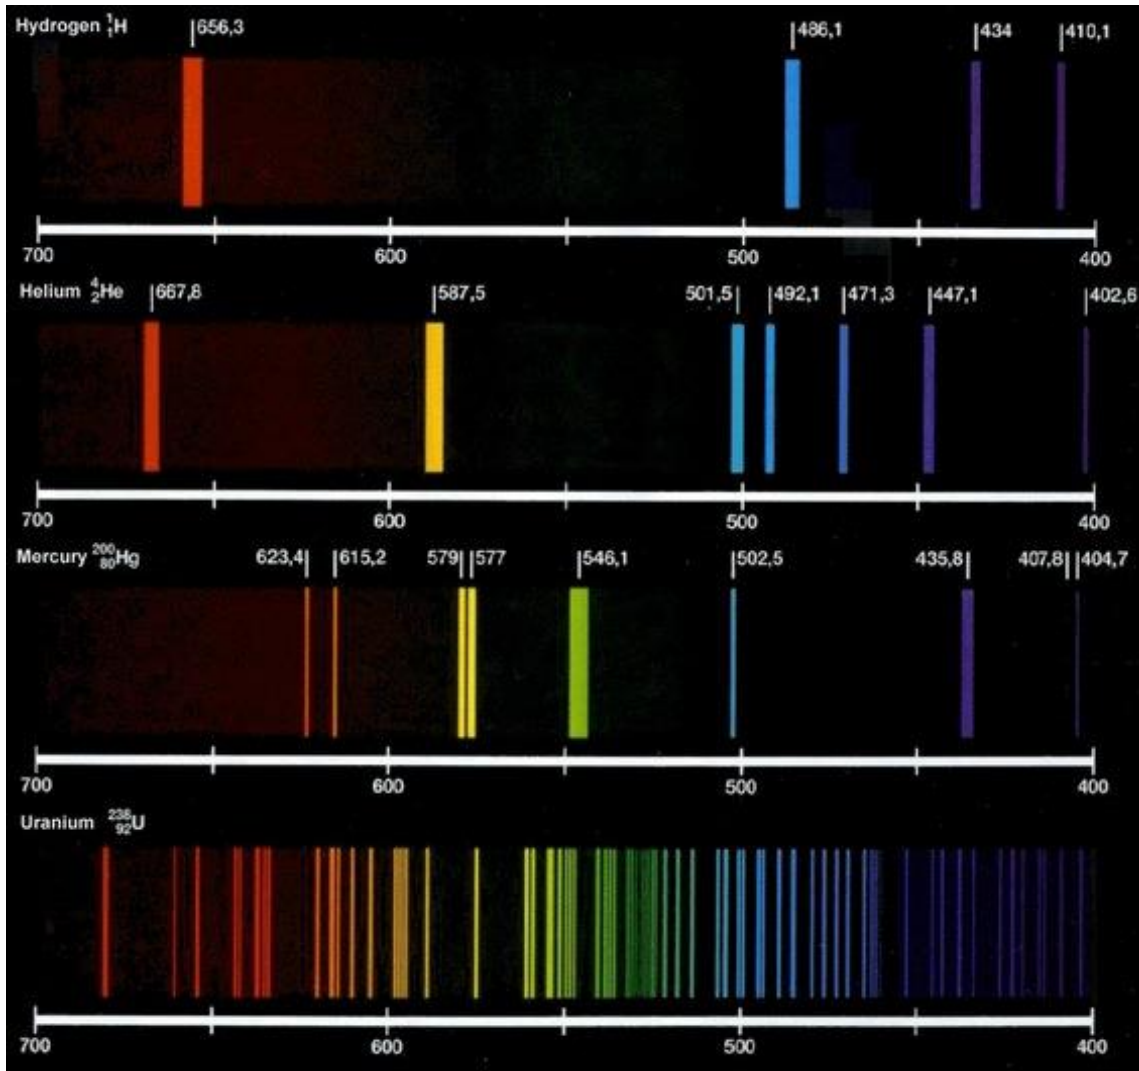 Hydrogen ¹₁H 656,3 486,1 434 410,1
700 600 500 400
Helium ⁴₂He 667,8 587,5 501,5 492,1 471,3 447,1 402,6
700 600 500 400
Mercury ²⁰⁰₈₀Hg 623,4 615,2 579 577 546,1 502,5 435,8 407,8 404,7
700 600 500 400
Uranium ²³⁸₉₂U
700 600 500 400